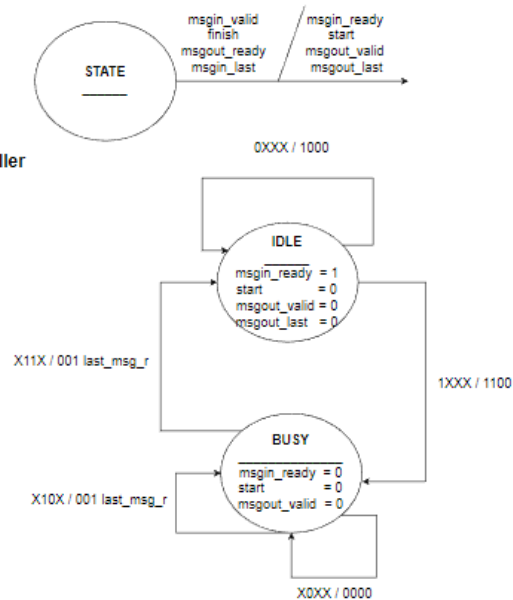 msgin_valid
finish
msgout_ready
msgin_last
msgin_ready
start
msgout_valid
msgout_last
STATE
ller
0XXX / 1000
IDLE
msgin_ready = 1
start = 0
msgout_valid = 0
msgout_last = 0
X11X / 001 last_msg_r
1XXX / 1100
BUSY
msgin_ready = 0
start = 0
msgout_valid = 0
X10X / 001 last_msg_r
X0XX / 0000